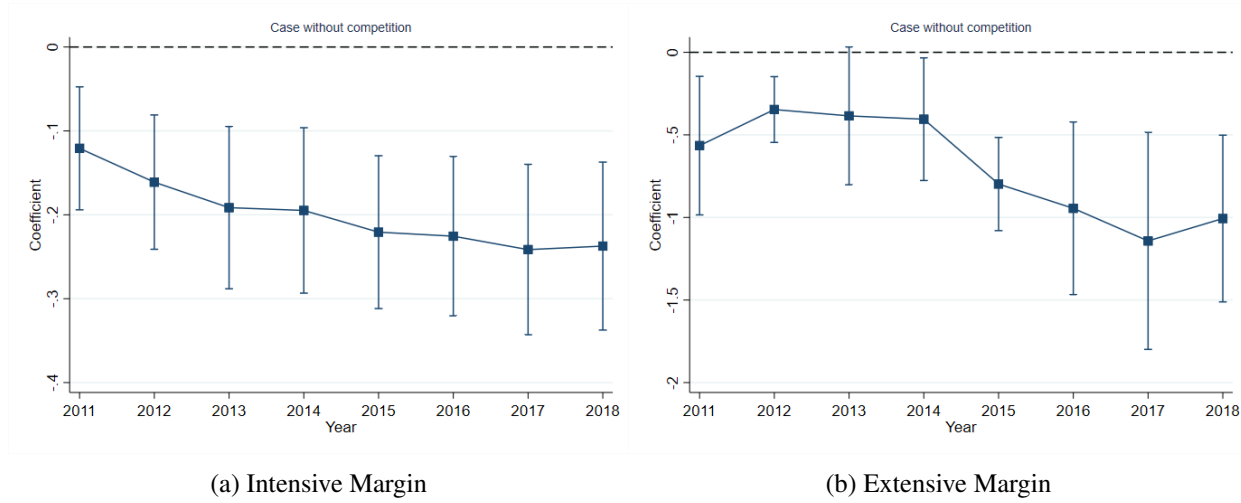 Case without competition
0
-.1
-.2
-.3
-.4
Coefficient
2011 2012 2013 2014 2015 2016 2017 2018
Year
(a) Intensive Margin
Case without competition
0
-.5
-1
-1.5
-2
Coefficient
2011 2012 2013 2014 2015 2016 2017 2018
Year
(b) Extensive Margin